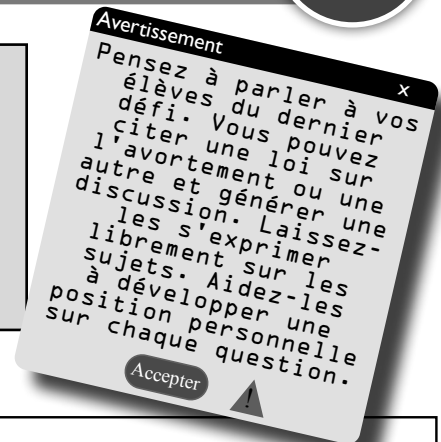 Avertissement
x
Pensez à parler à vos
élèves du dernier
défi. Vous pouvez
citer une loi sur
l'avortement ou une
autre et générer une
discussion. Laissez-
les s'exprimer
librement sur les
sujets. Aidez-les
à développer une
position personnelle
sur chaque question.
Accepter
!